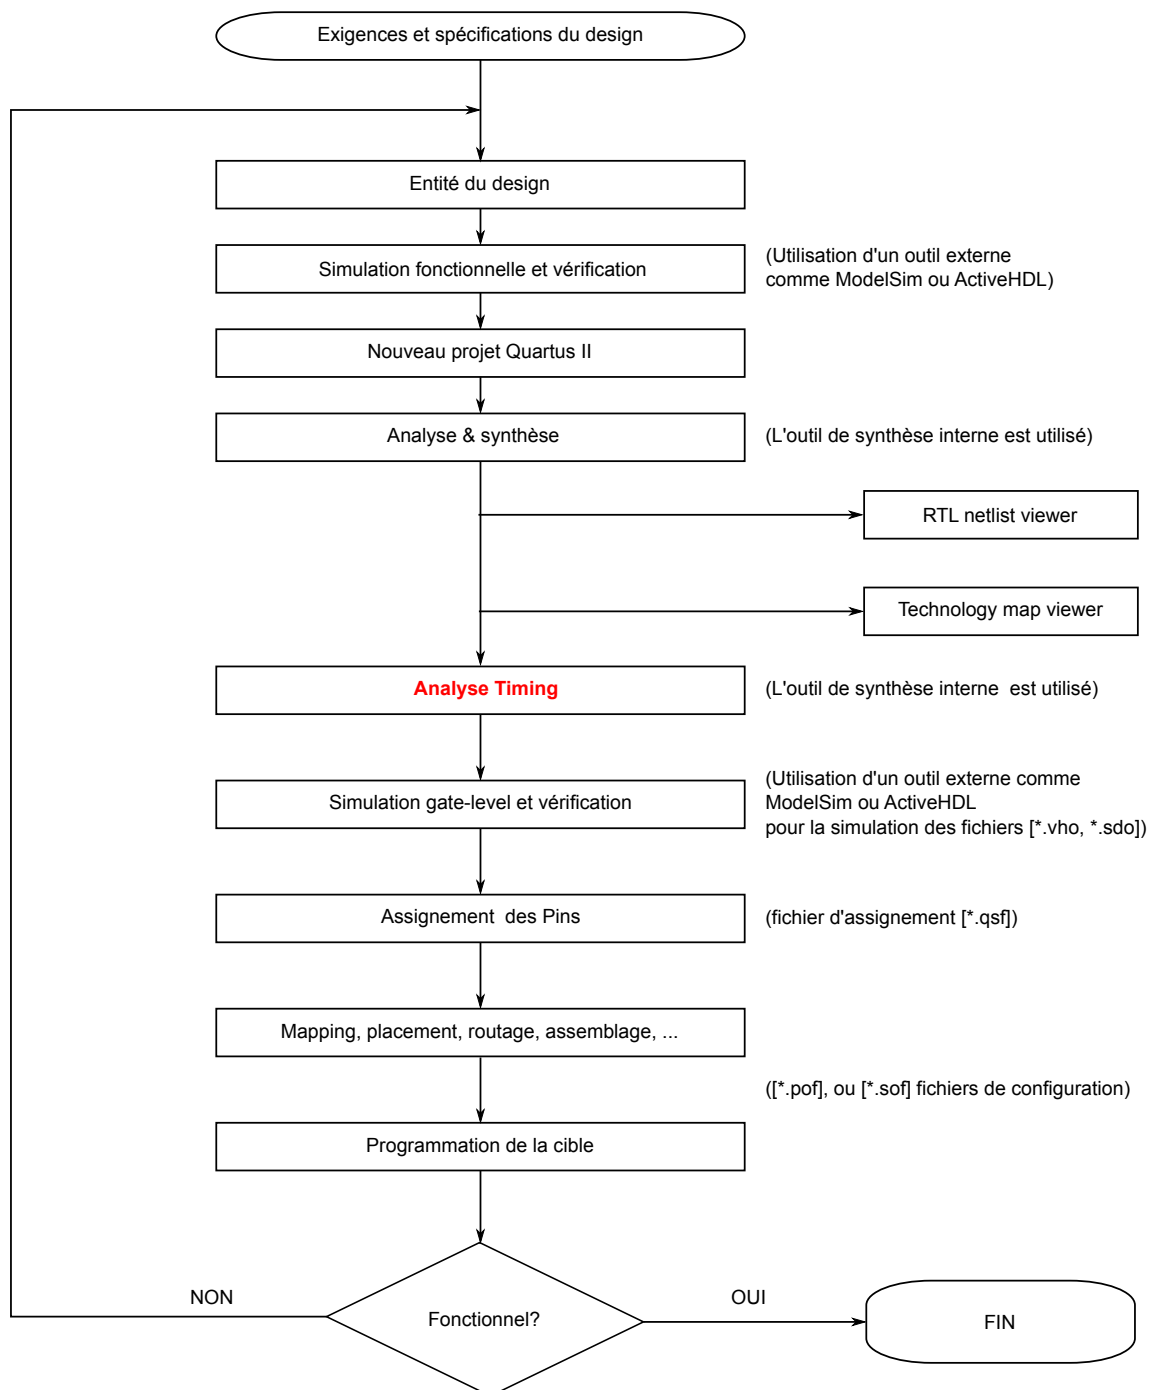 Exigences et spécifications du design
Entité du design
Simulation fonctionnelle et vérification
(Utilisation d'un outil externe
comme ModelSim ou ActiveHDL)
Nouveau projet Quartus II
Analyse & synthèse
(L'outil de synthèse interne est utilisé)
RTL netlist viewer
Technology map viewer
Analyse Timing
(L'outil de synthèse interne  est utilisé)
Simulation gate-level et vérification
(Utilisation d'un outil externe comme
ModelSim ou ActiveHDL
pour la simulation des fichiers [*.vho, *.sdo])
Assignement  des Pins
(fichier d'assignement [*.qsf])
Mapping, placement, routage, assemblage, ...
([*.pof], ou [*.sof] fichiers de configuration)
Programmation de la cible
NON
OUI
Fonctionnel?
FIN